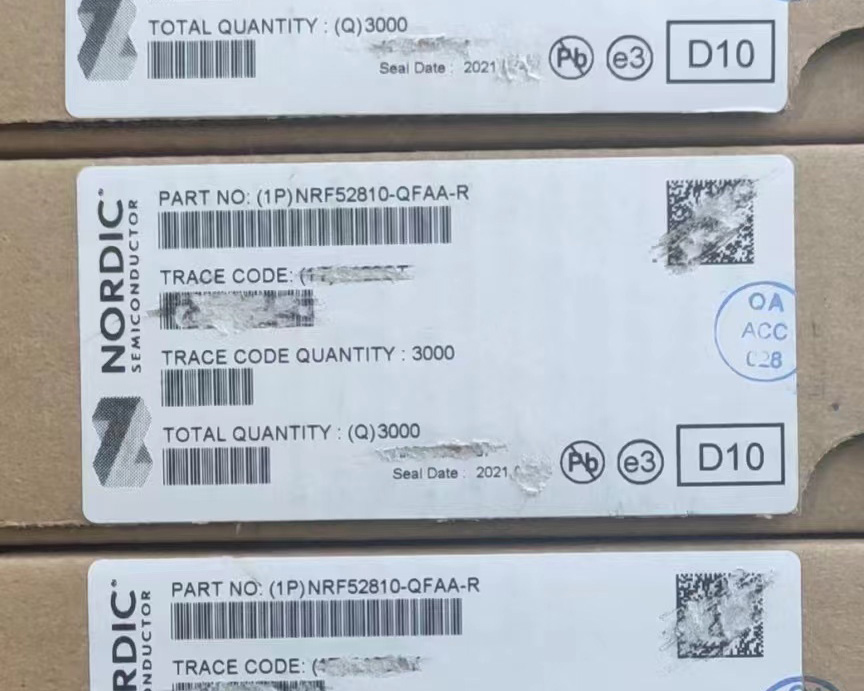 TOTAL QUANTITY : (Q)3000
Seal Date : 2021
Pb
e3
D10
NORDIC
SEMICONDUCTOR
PART NO: (1P)NRF52810-QFAA-R
TRACE CODE: (
TRACE CODE QUANTITY : 3000
TOTAL QUANTITY : (Q)3000
Seal Date : 2021
Pb
e3
D10
QA
ACC
028
RDIC
NDUCTOR
PART NO: (1P)NRF52810-QFAA-R
TRACE CODE: (